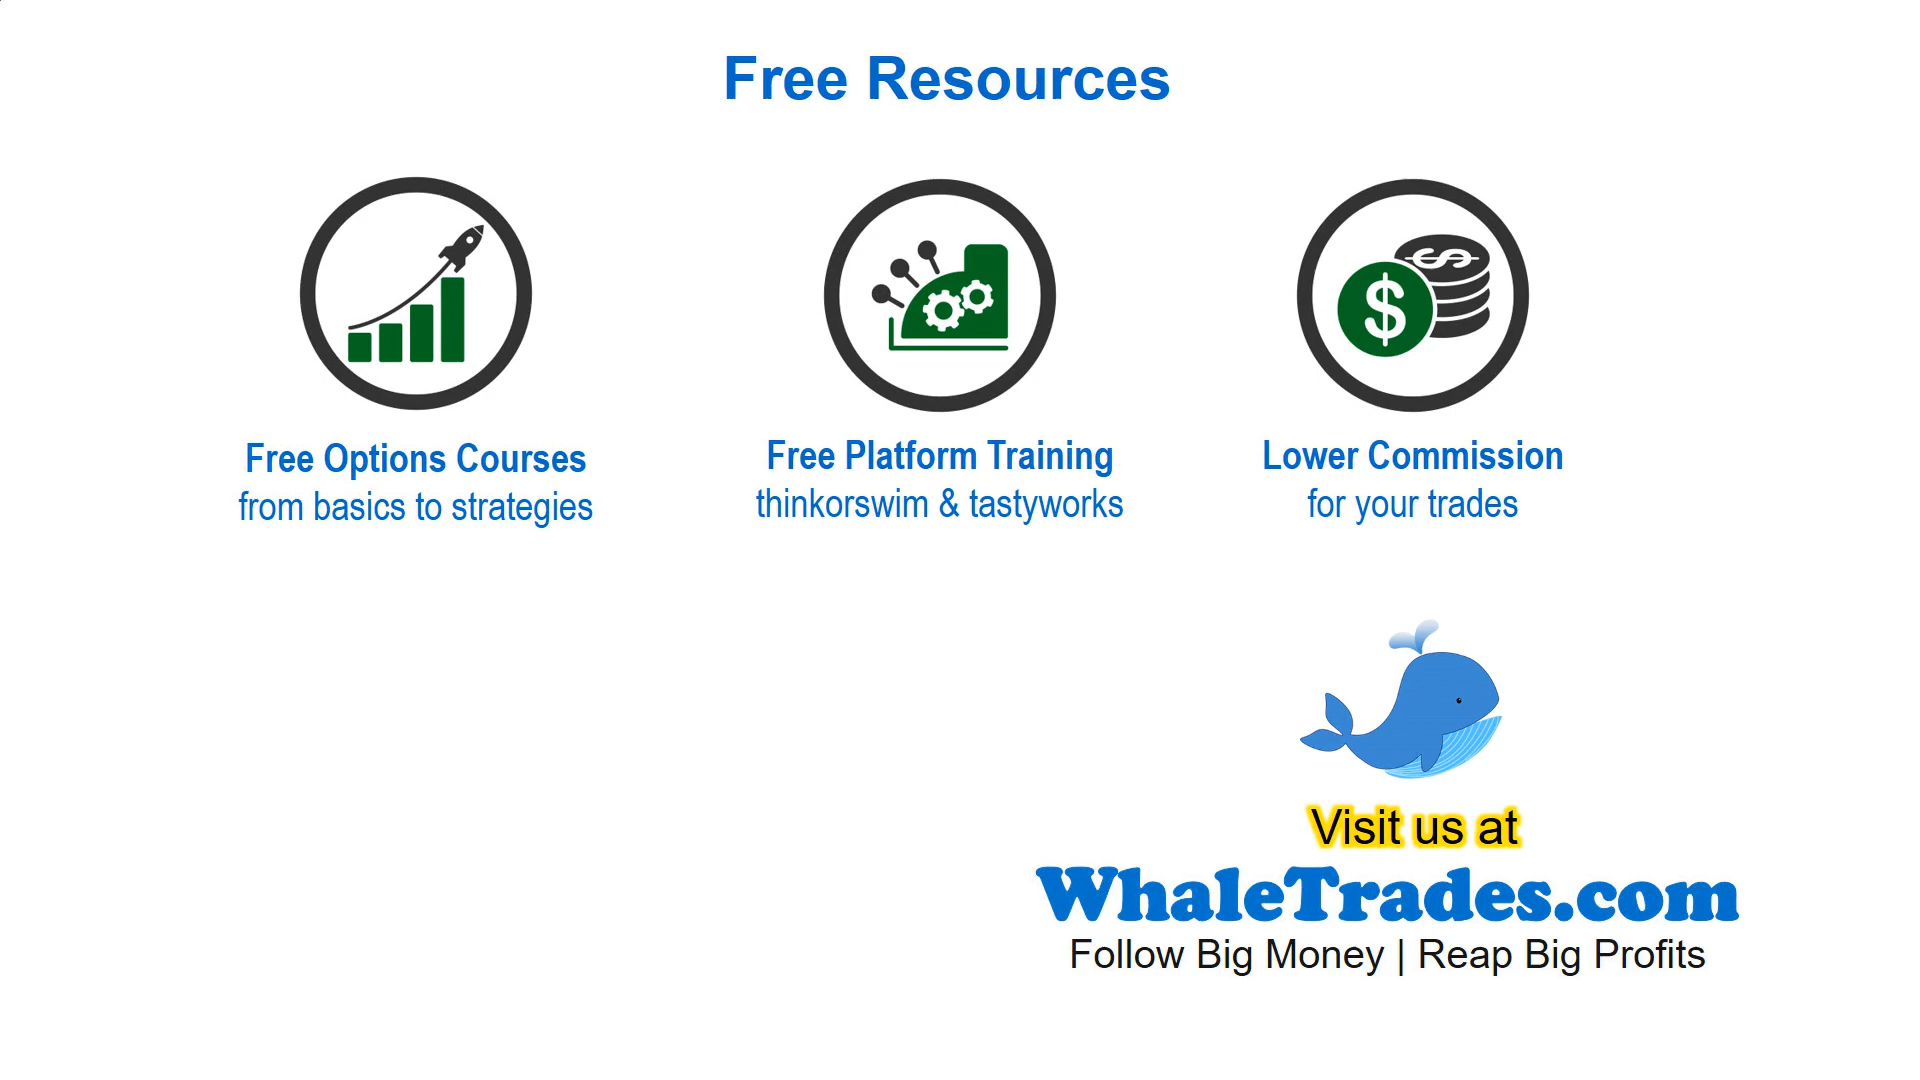 Free Resources
Free Options Courses
from basics to strategies
Free Platform Training
thinkorswim & tastyworks
Lower Commission
for your trades
Visit us at
WhaleTrades.com
Follow Big Money | Reap Big Profits